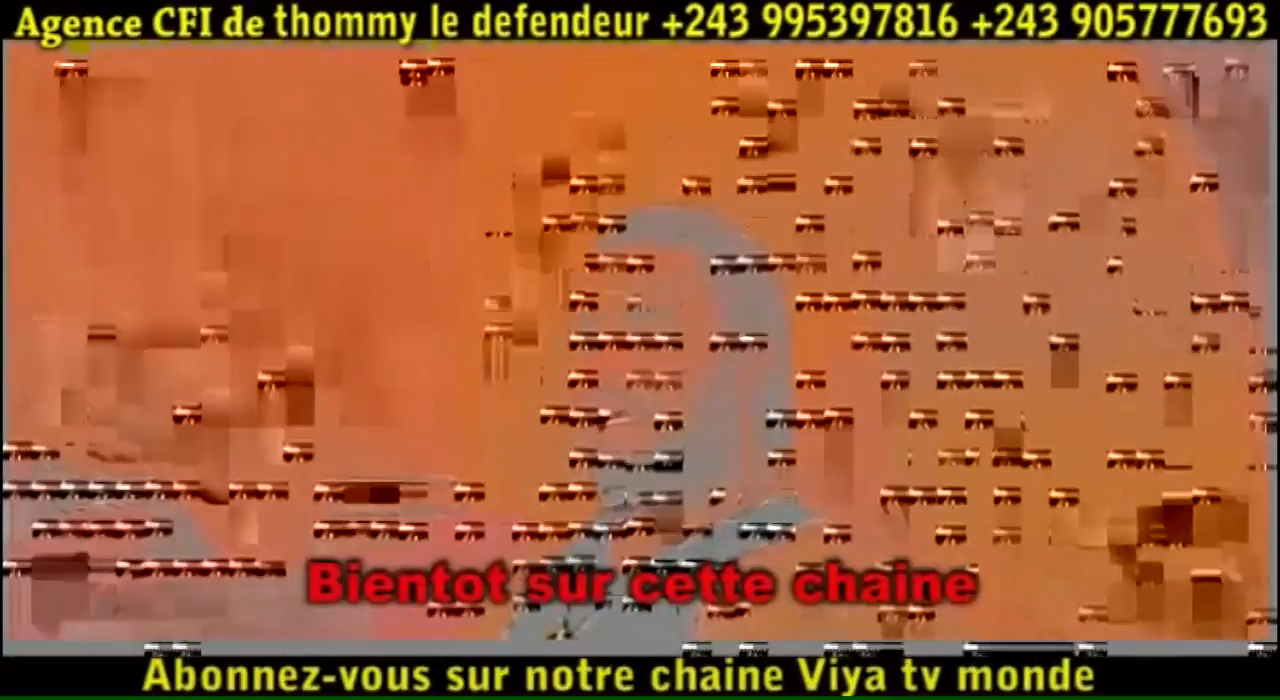 Agence CFI de thommy le defendeur +243 995397816 +243 905777693
Bientot sur cette chaine
Abonnez-vous sur notre chaine Viya tv monde